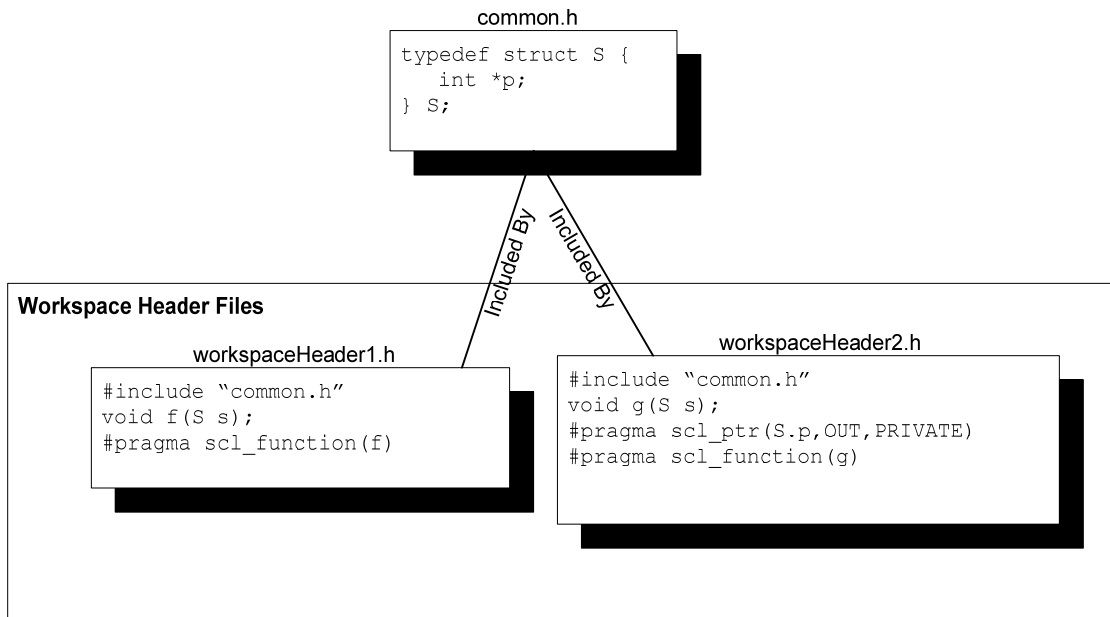 common.h
typedef struct S {
int *p;
} S;
Included By
Included By
Workspace Header Files
workspaceHeader1.h
#include “common.h”
void f(S s);
#pragma scl_function(f)
workspaceHeader2.h
#include “common.h”
void g(S s);
#pragma scl_ptr(S.p,OUT,PRIVATE)
#pragma scl_function(g)